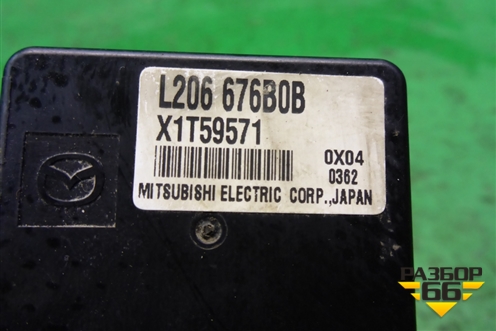 L206 676B0B
X1T59571
0X04
0362
MITSUBISHI ELECTRIC CORP.,JAPAN
РАЗБОР
66